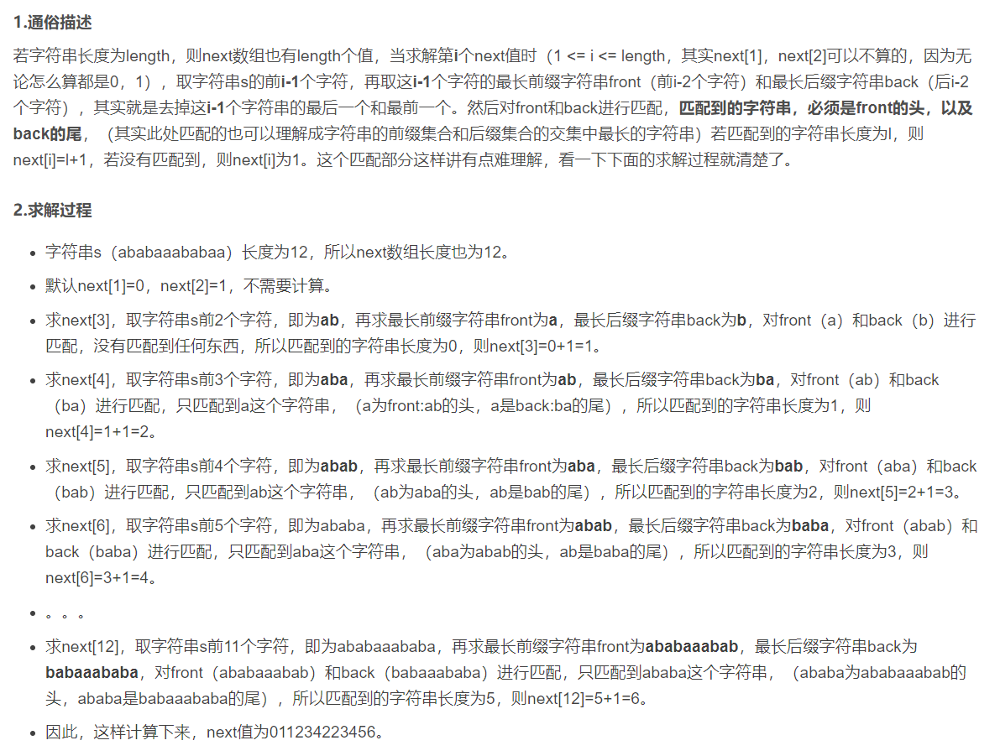 1.通俗描述
若字符串长度为length，则next数组也有length个值，当求解第i个next值时（1 <= i <= length，其实next[1]，next[2]可以不算的，因为无
论怎么算都是0，1），取字符串s的前i-1个字符，再取这i-1个字符的最长前缀字符串front（前i-2个字符）和最长后缀字符串back（后i-2
个字符），其实就是去掉这i-1个字符串的最后一个和最前一个。然后对front和back进行匹配，匹配到的字符串，必须是front的头，以及
back的尾，（其实此处匹配的也可以理解成字符串的前缀集合和后缀集合的交集中最长的字符串）若匹配到的字符串长度为l，则
next[i]=l+1，若没有匹配到，则next[i]为1。这个匹配部分这样讲有点难理解，看一下下面的求解过程就清楚了。
2.求解过程
• 字符串s（ababaaababaa）长度为12，所以next数组长度也为12。
• 默认next[1]=0，next[2]=1，不需要计算。
• 求next[3]，取字符串s前2个字符，即为ab，再求最长前缀字符串front为a，最长后缀字符串back为b，对front（a）和back（b）进行
匹配，没有匹配到任何东西，所以匹配到的字符串长度为0，则next[3]=0+1=1。
• 求next[4]，取字符串s前3个字符，即为aba，再求最长前缀字符串front为ab，最长后缀字符串back为ba，对front（ab）和back
（ba）进行匹配，只匹配到a这个字符串，（a为front:ab的头，a是back:ba的尾），所以匹配到的字符串长度为1，则
next[4]=1+1=2。
• 求next[5]，取字符串s前4个字符，即为abab，再求最长前缀字符串front为aba，最长后缀字符串back为bab，对front（aba）和back
（bab）进行匹配，只匹配到ab这个字符串，（ab为aba的头，ab是bab的尾），所以匹配到的字符串长度为2，则next[5]=2+1=3。
• 求next[6]，取字符串s前5个字符，即为ababa，再求最长前缀字符串front为abab，最长后缀字符串back为baba，对front（abab）和
back（baba）进行匹配，只匹配到aba这个字符串，（aba为abab的头，ab是baba的尾），所以匹配到的字符串长度为3，则
next[6]=3+1=4。
• 。。。
• 求next[12]，取字符串s前11个字符，即为ababaaababa，再求最长前缀字符串front为ababaaabab，最长后缀字符串back为
babaaababa，对front（ababaaabab）和back（babaaababa）进行匹配，只匹配到ababa这个字符串，（ababa为ababaaabab的
头，ababa是babaaababa的尾），所以匹配到的字符串长度为5，则next[12]=5+1=6。
• 因此，这样计算下来，next值为011234223456。